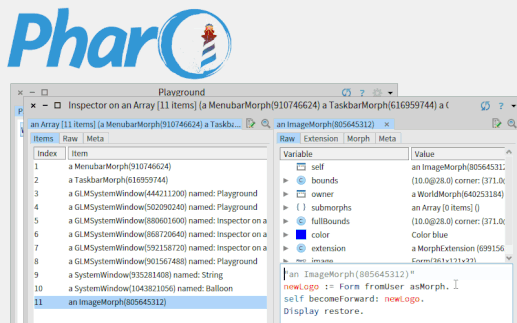 Pharo
Playground
Inspector on an Array [11 items] (a MenubarMorph(910746624) a TaskbarMorph(616959744) a G
an Array [11 items] (a MenubarMorph(910746624) a Taskb...
an ImageMorph(805645312)
Items Raw Meta
Raw Extension Morph Meta
Index Item
Variable Value
1 a MenubarMorph(910746624)
self an ImageMorph(805645312
2 a TaskbarMorph(616959744)
bounds (10.0@28.0) corner: (371.0
3 a GLMSystemWindow(444211200) named: Playground
owner a WorldMorph(640253184)
4 a GLMSystemWindow(502090240) named: Playground
submorphs an Array [0 items] ()
5 a GLMSystemWindow(880601600) named: Inspector on a
fullBounds (10.0@28.0) corner: (371.0
6 a GLMSystemWindow(868720640) named: Inspector on a
color Color blue
7 a GLMSystemWindow(592158720) named: Inspector on a
extension a MorphExtension (699156
8 a GLMSystemWindow(901567488) named: Playground
image Form(361x121x32)
9 a SystemWindow(935281408) named: String
10 a SystemWindow(1043821056) named: Balloon
11 an ImageMorph(805645312)
"an ImageMorph(805645312)"
newLogo := Form fromUser asMorph.
self becomeForward: newLogo.
Display restore.